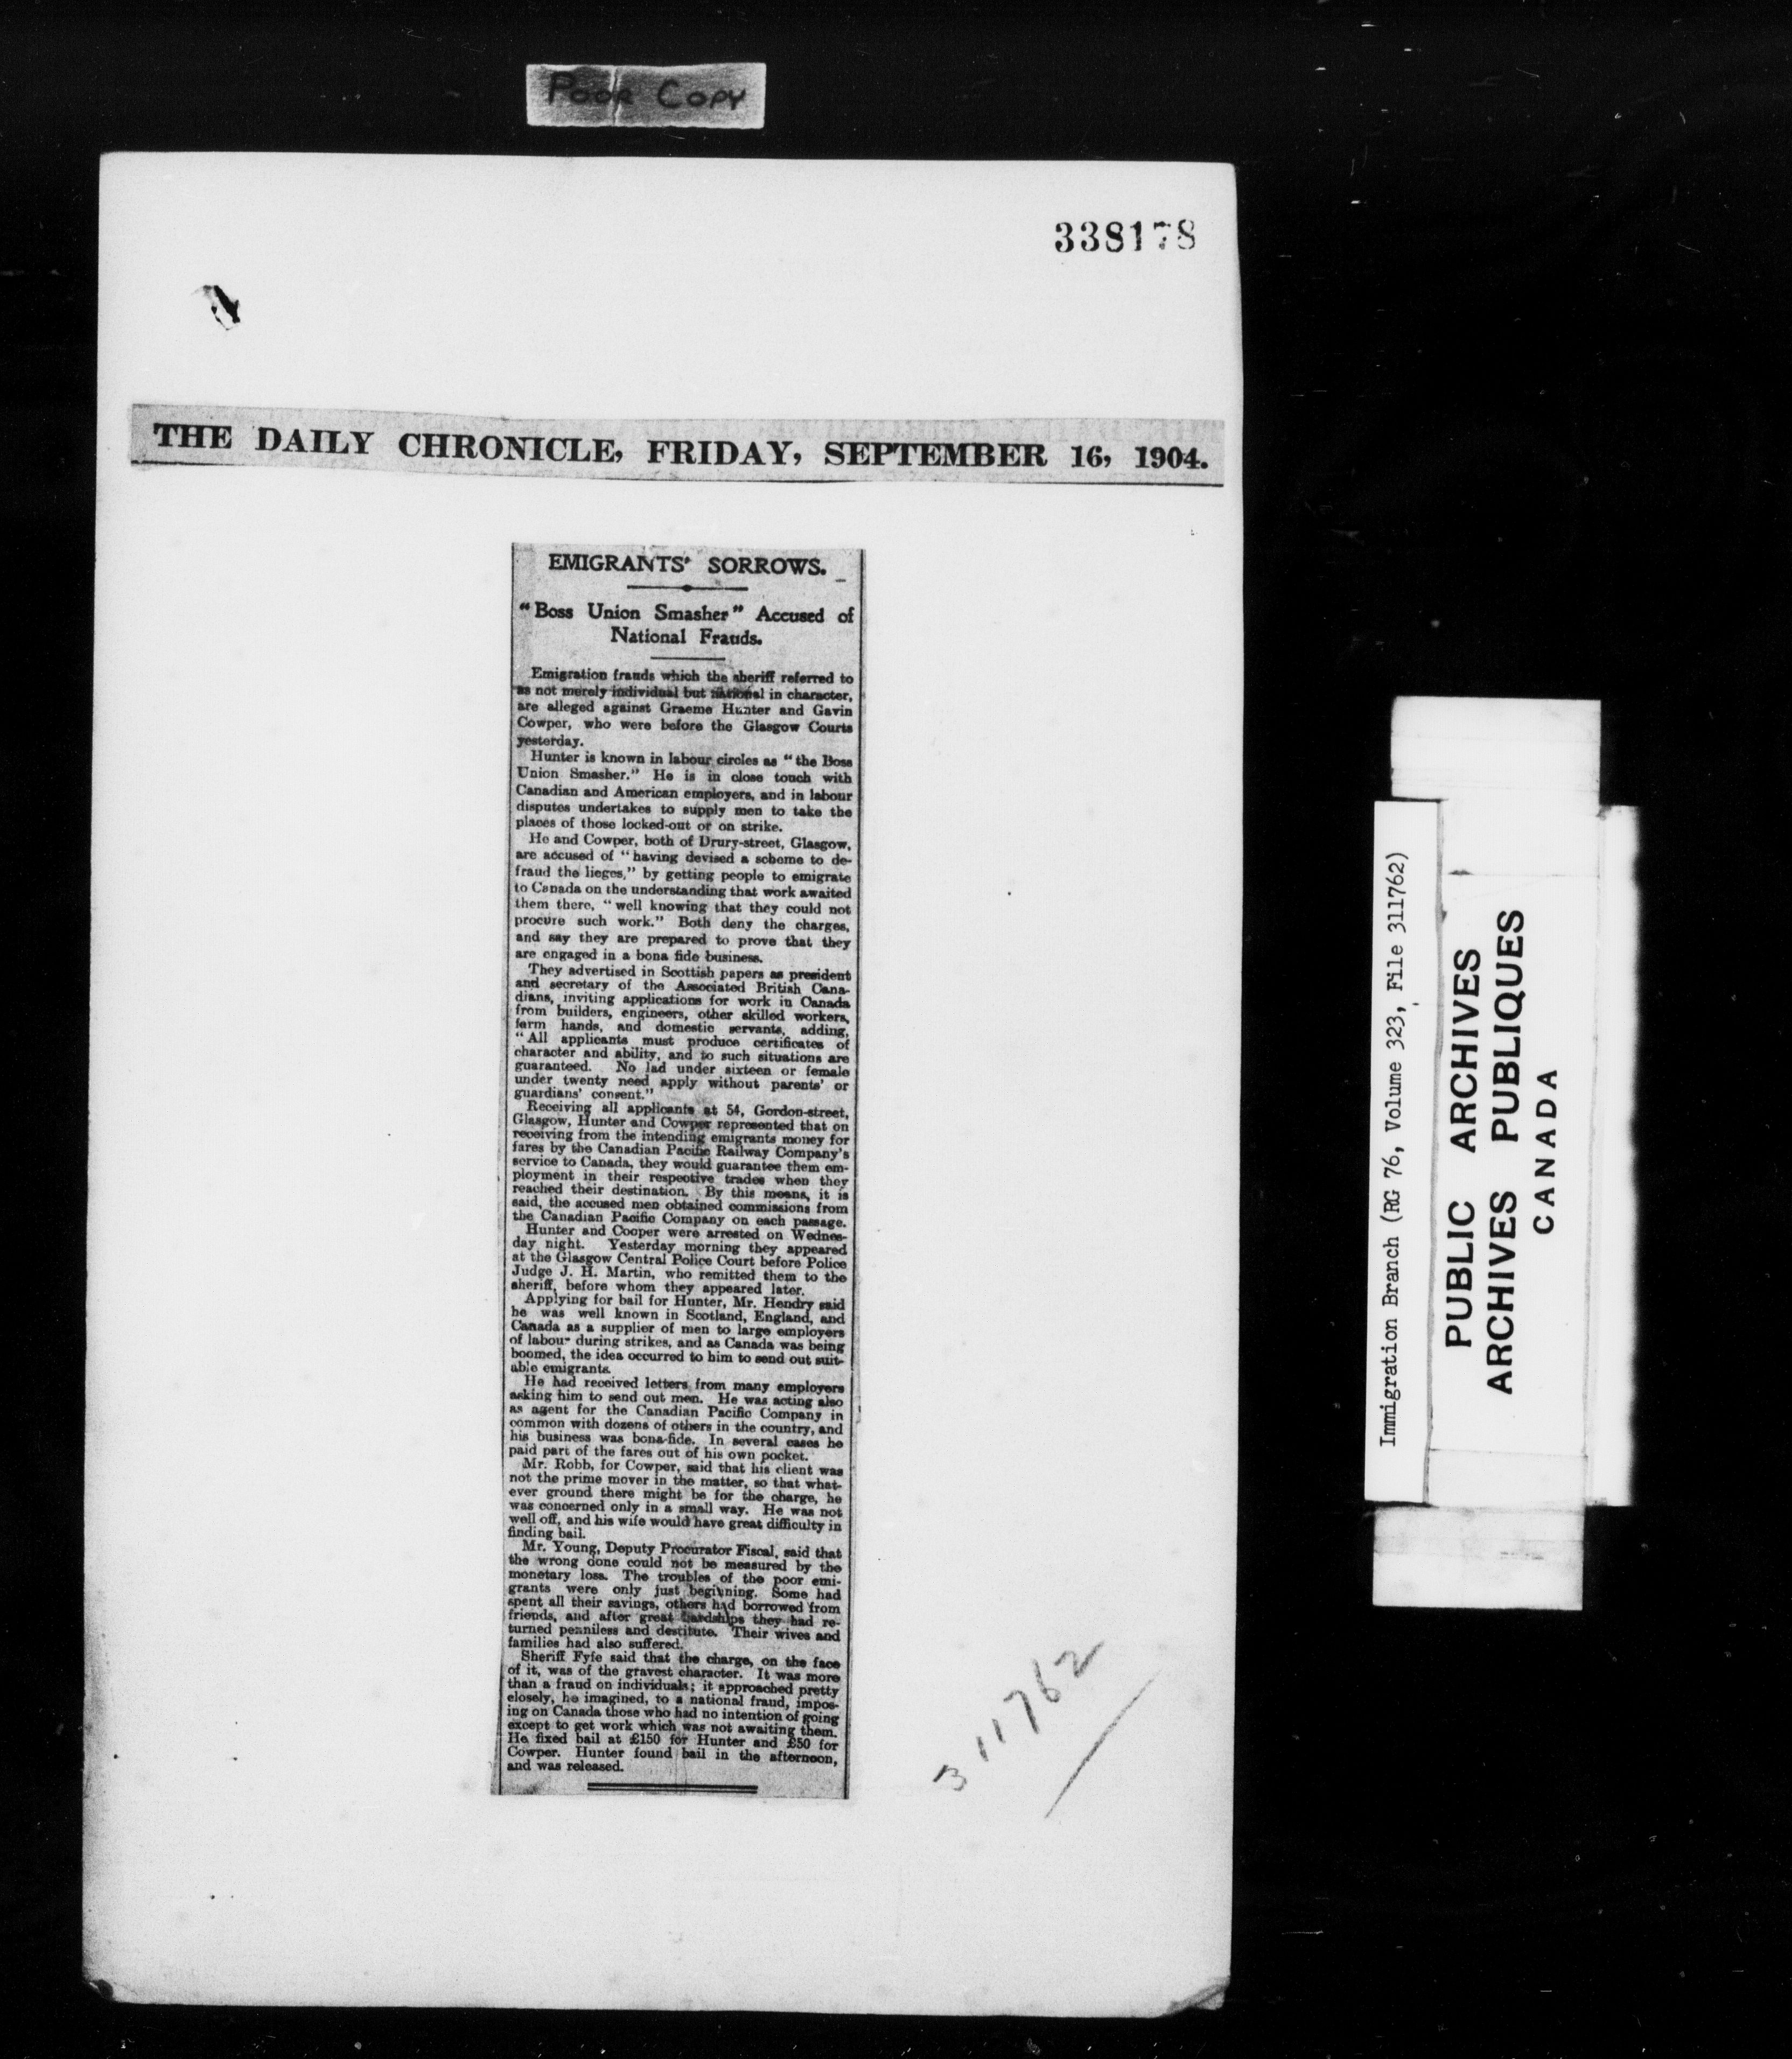 POOR COPY
338178
THE DAILY CHRONICLE, FRIDAY, SEPTEMBER 16, 1904.
EMIGRANTS' SORROWS.
"Boss Union Smasher" Accused of
National Frauds.
Emigration frauds which the sheriff referred to
as not merely individual but national in character,
are alleged against Graeme Hunter and Gavin
Cowper, who were before the Glasgow Courts
yesterday.
Hunter is known in labour circles as "the Boss
Union Smasher." He is in close touch with
Canadian and American employers, and in labour
disputes undertakes to supply men to take the
places of those locked-out or on strike.
He and Cowper, both of Drury-street, Glasgow,
are accused of "having devised a scheme to de-
fraud the lieges," by getting people to emigrate
to Canada on the understanding that work awaited
them there, "well knowing that they could not
procure such work." Both deny the charges,
and say they are prepared to prove that they
are engaged in a bona fide business.
They advertised in Scottish papers as president
and secretary of the Associated British Cana-
dians, inviting applications for work in Canada
from builders, engineers, other skilled workers,
farm hands, and domestic servants, adding,
"All applicants must produce certificates of
character and ability, and to such situations are
guaranteed. No lad under sixteen or female
under twenty need apply without parents' or
guardians' consent."
Receiving all applicants at 54, Gordon-street,
Glasgow, Hunter and Cowper represented that on
receiving from the intending emigrants money for
fares by the Canadian Pacific Railway Company's
service to Canada, they would guarantee them em-
ployment in their respective trades when they
reached their destination. By this means, it is
said, the accused men obtained commissions from
the Canadian Pacific Company on each passage.
Hunter and Cooper were arrested on Wednes-
day night. Yesterday morning they appeared
at the Glasgow Central Police Court before Police
Judge J. H. Martin, who remitted them to the
sheriff, before whom they appeared later.
Applying for bail for Hunter, Mr. Hendry said
he was well known in Scotland, England, and
Canada as a supplier of men to large employers
of labour during strikes, and as Canada was being
boomed, the idea occurred to him to send out suit-
able emigrants.
He had received letters from many employers
asking him to send out men. He was acting also
as agent for the Canadian Pacific Company in
common with dozens of others in the country, and
his business was bona-fide. In several cases he
paid part of the fares out of his own pocket.
Mr. Robb, for Cowper, said that his client was
not the prime mover in the matter, so that what-
ever ground there might be for the charge, he
was concerned only in a small way. He was not
well off, and his wife would have great difficulty in
finding bail.
Mr. Young, Deputy Procurator Fiscal, said that
the wrong done could not be measured by the
monetary loss. The troubles of the poor emi-
grants were only just beginning. Some had
spent all their savings, others had borrowed from
friends, and after great hardships they had re-
turned penniless and destitute. Their wives and
families had also suffered.
Sheriff Fyfe said that the charge, on the face
of it, was of the gravest character. It was more
than a fraud on individuals; it approached pretty
closely, he imagined, to a national fraud, impos-
ing on Canada those who had no intention of going
except to get work which was not awaiting them.
He fixed bail at £150 for Hunter and £50 for
Cowper. Hunter found bail in the afternoon,
and was released.
311762
Immigration Branch (RG 76, Volume 323, File 311762)
PUBLIC ARCHIVES
ARCHIVES PUBLIQUES
CANADA